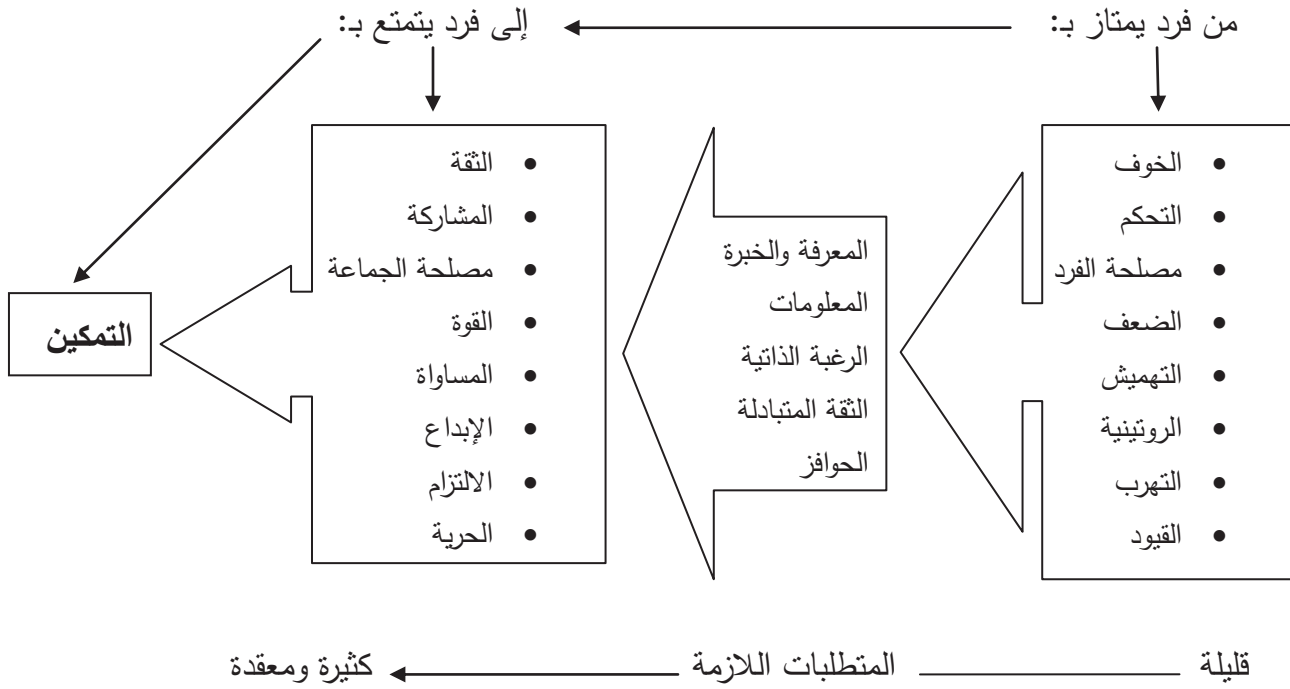 من فرد يمتاز بـ:
إلى فرد يتمتع بـ:
• الخوف
• التحكم
• مصلحة الفرد
• الضعف
• التهميش
• الروتينية
• التهرب
• القيود
المعرفة والخبرة
المعلومات
الرغبة الذاتية
الثقة المتبادلة
الحوافز
• الثقة
• المشاركة
• مصلحة الجماعة
• القوة
• المساواة
• الإبداع
• الالتزام
• الحرية
التمكين
قليلة المتطلبات اللازمة كثيرة ومعقدة